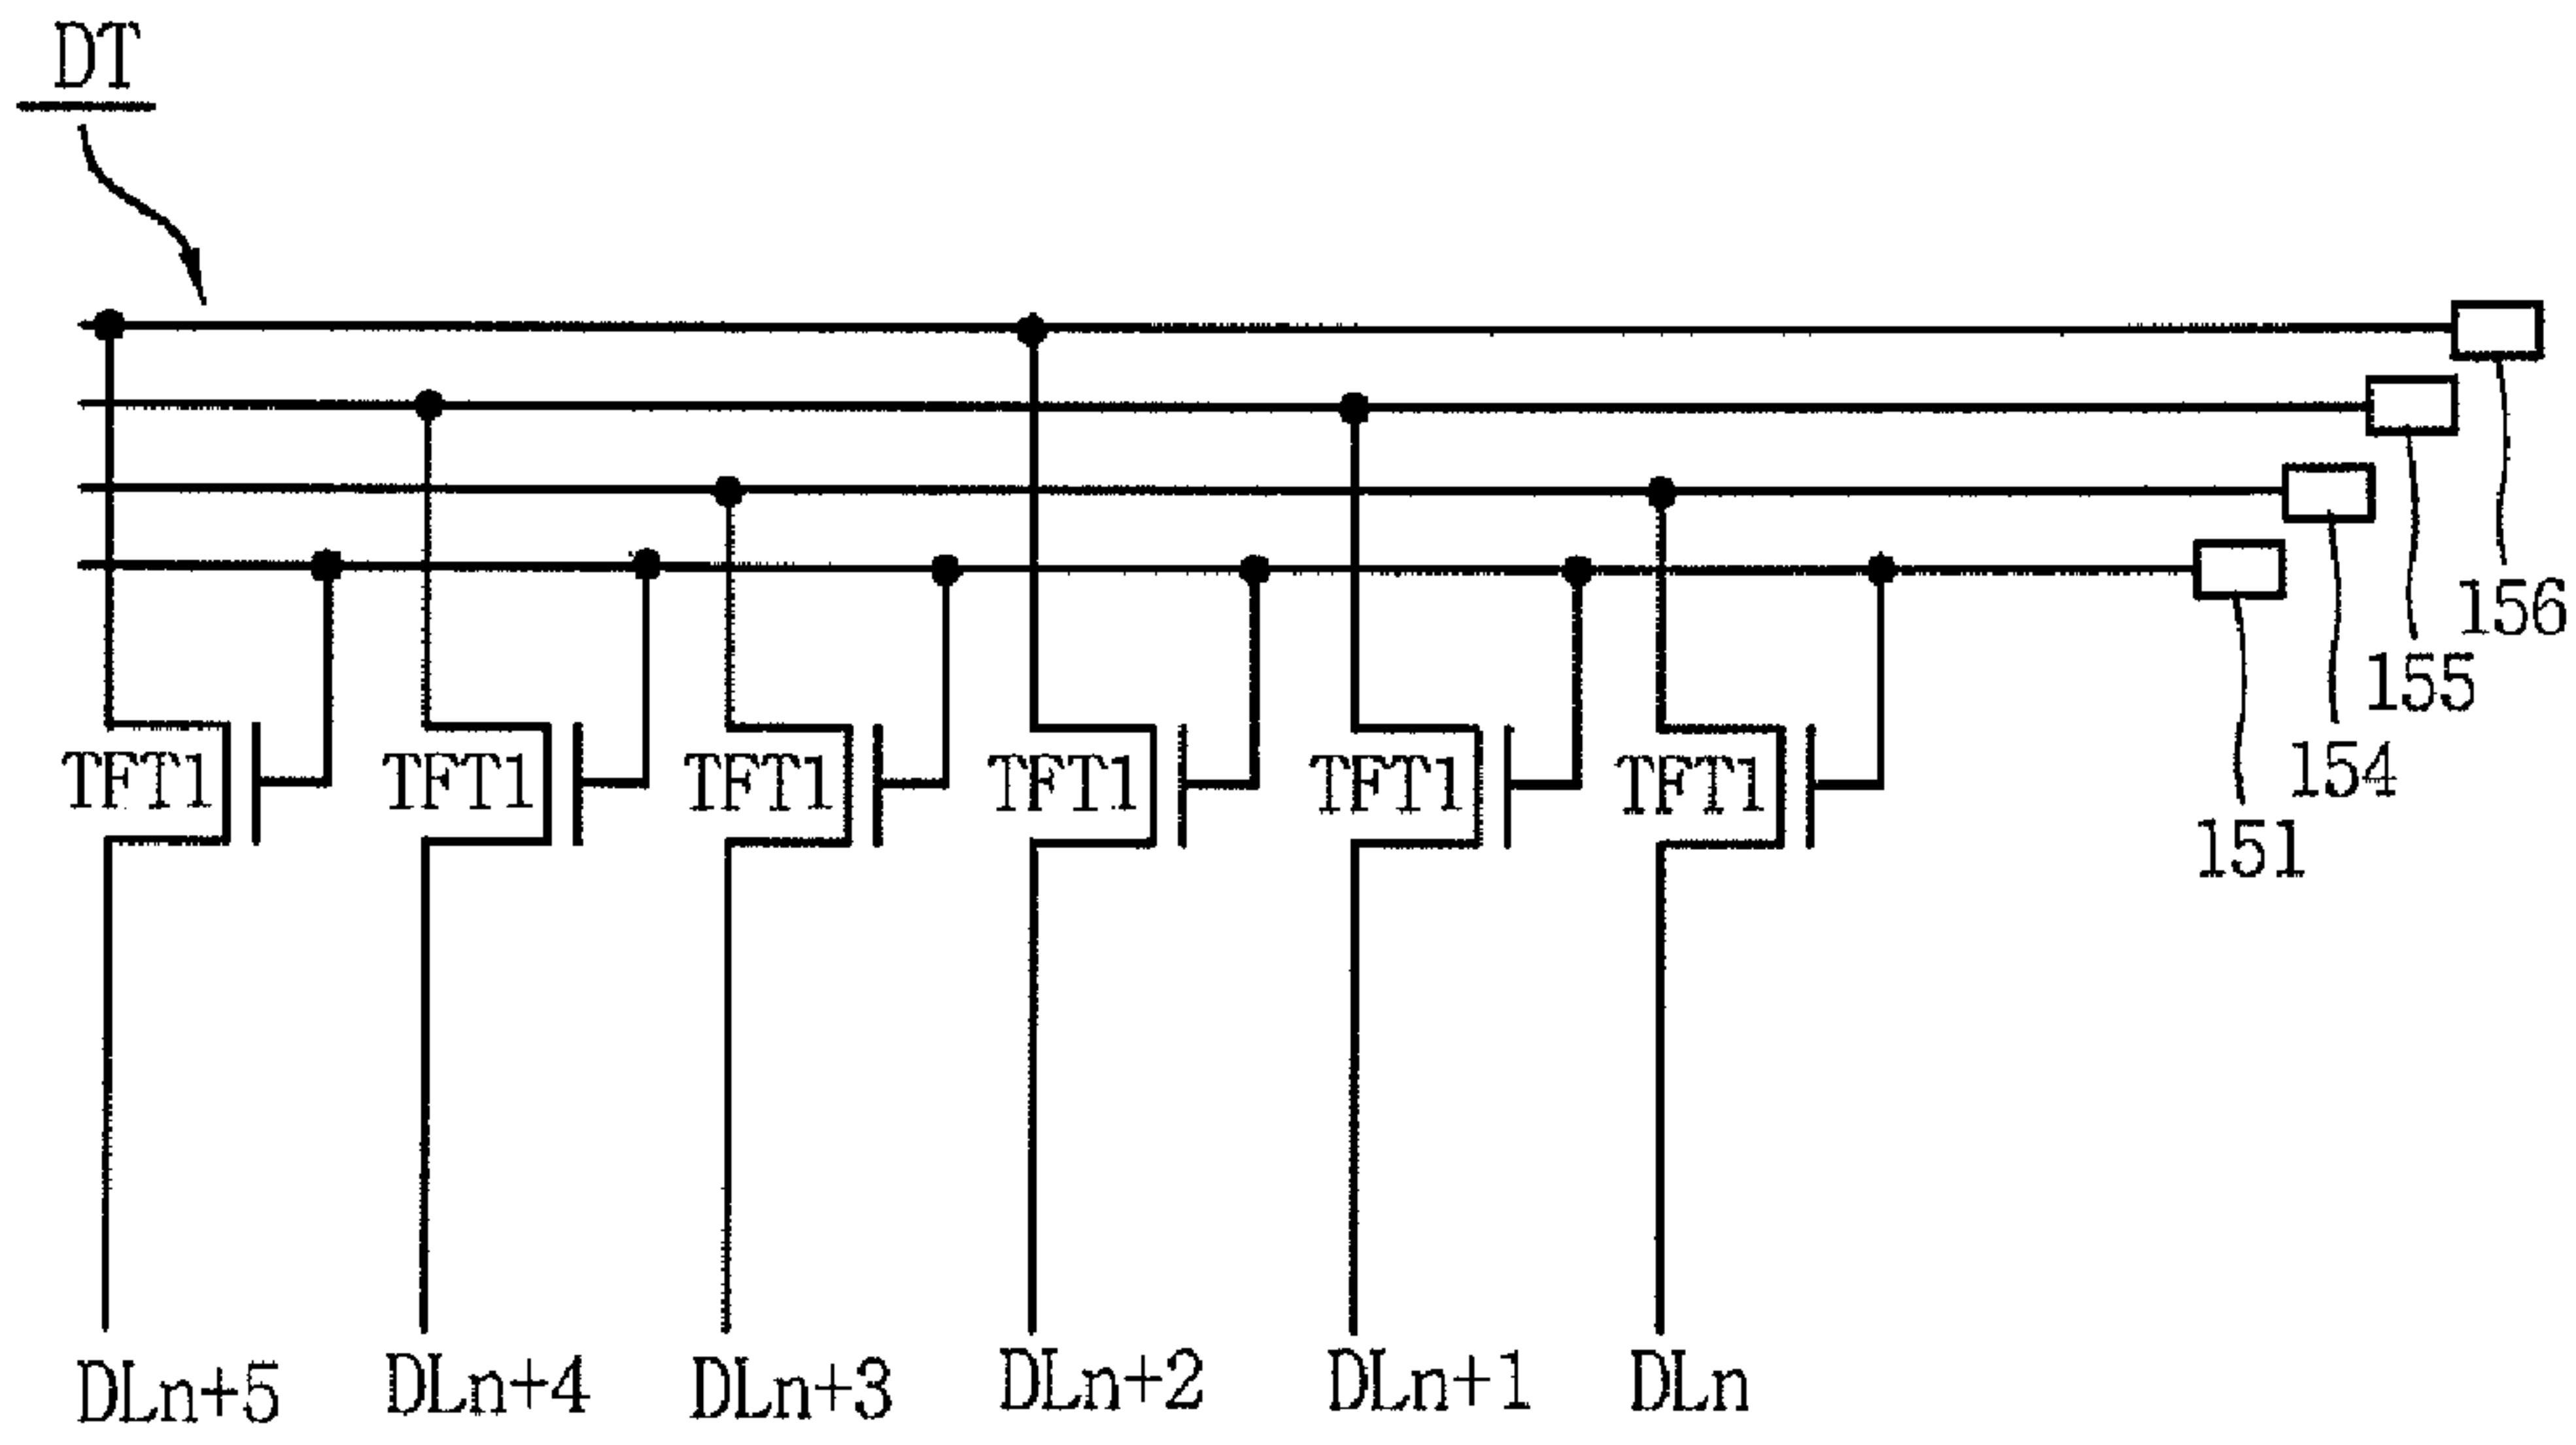 DT
156
155
154
151
TFT1 TFT1 TFT1 TFT1 TFT1 TFT1
DLn+5 DLn+4 DLn+3 DLn+2 DLn+1 DLn